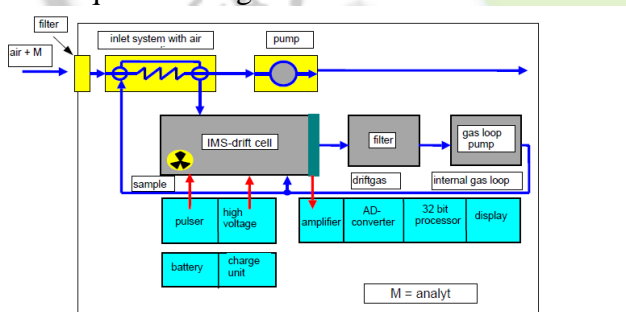 filter
air + M
inlet system with air
pump
IMS-drift cell
filter
gas loop
pump
sample
driftgas
internal gas loop
pulser
high
voltage
amplifier
AD-
converter
32 bit
processor
display
battery
charge
unit
M = analyt